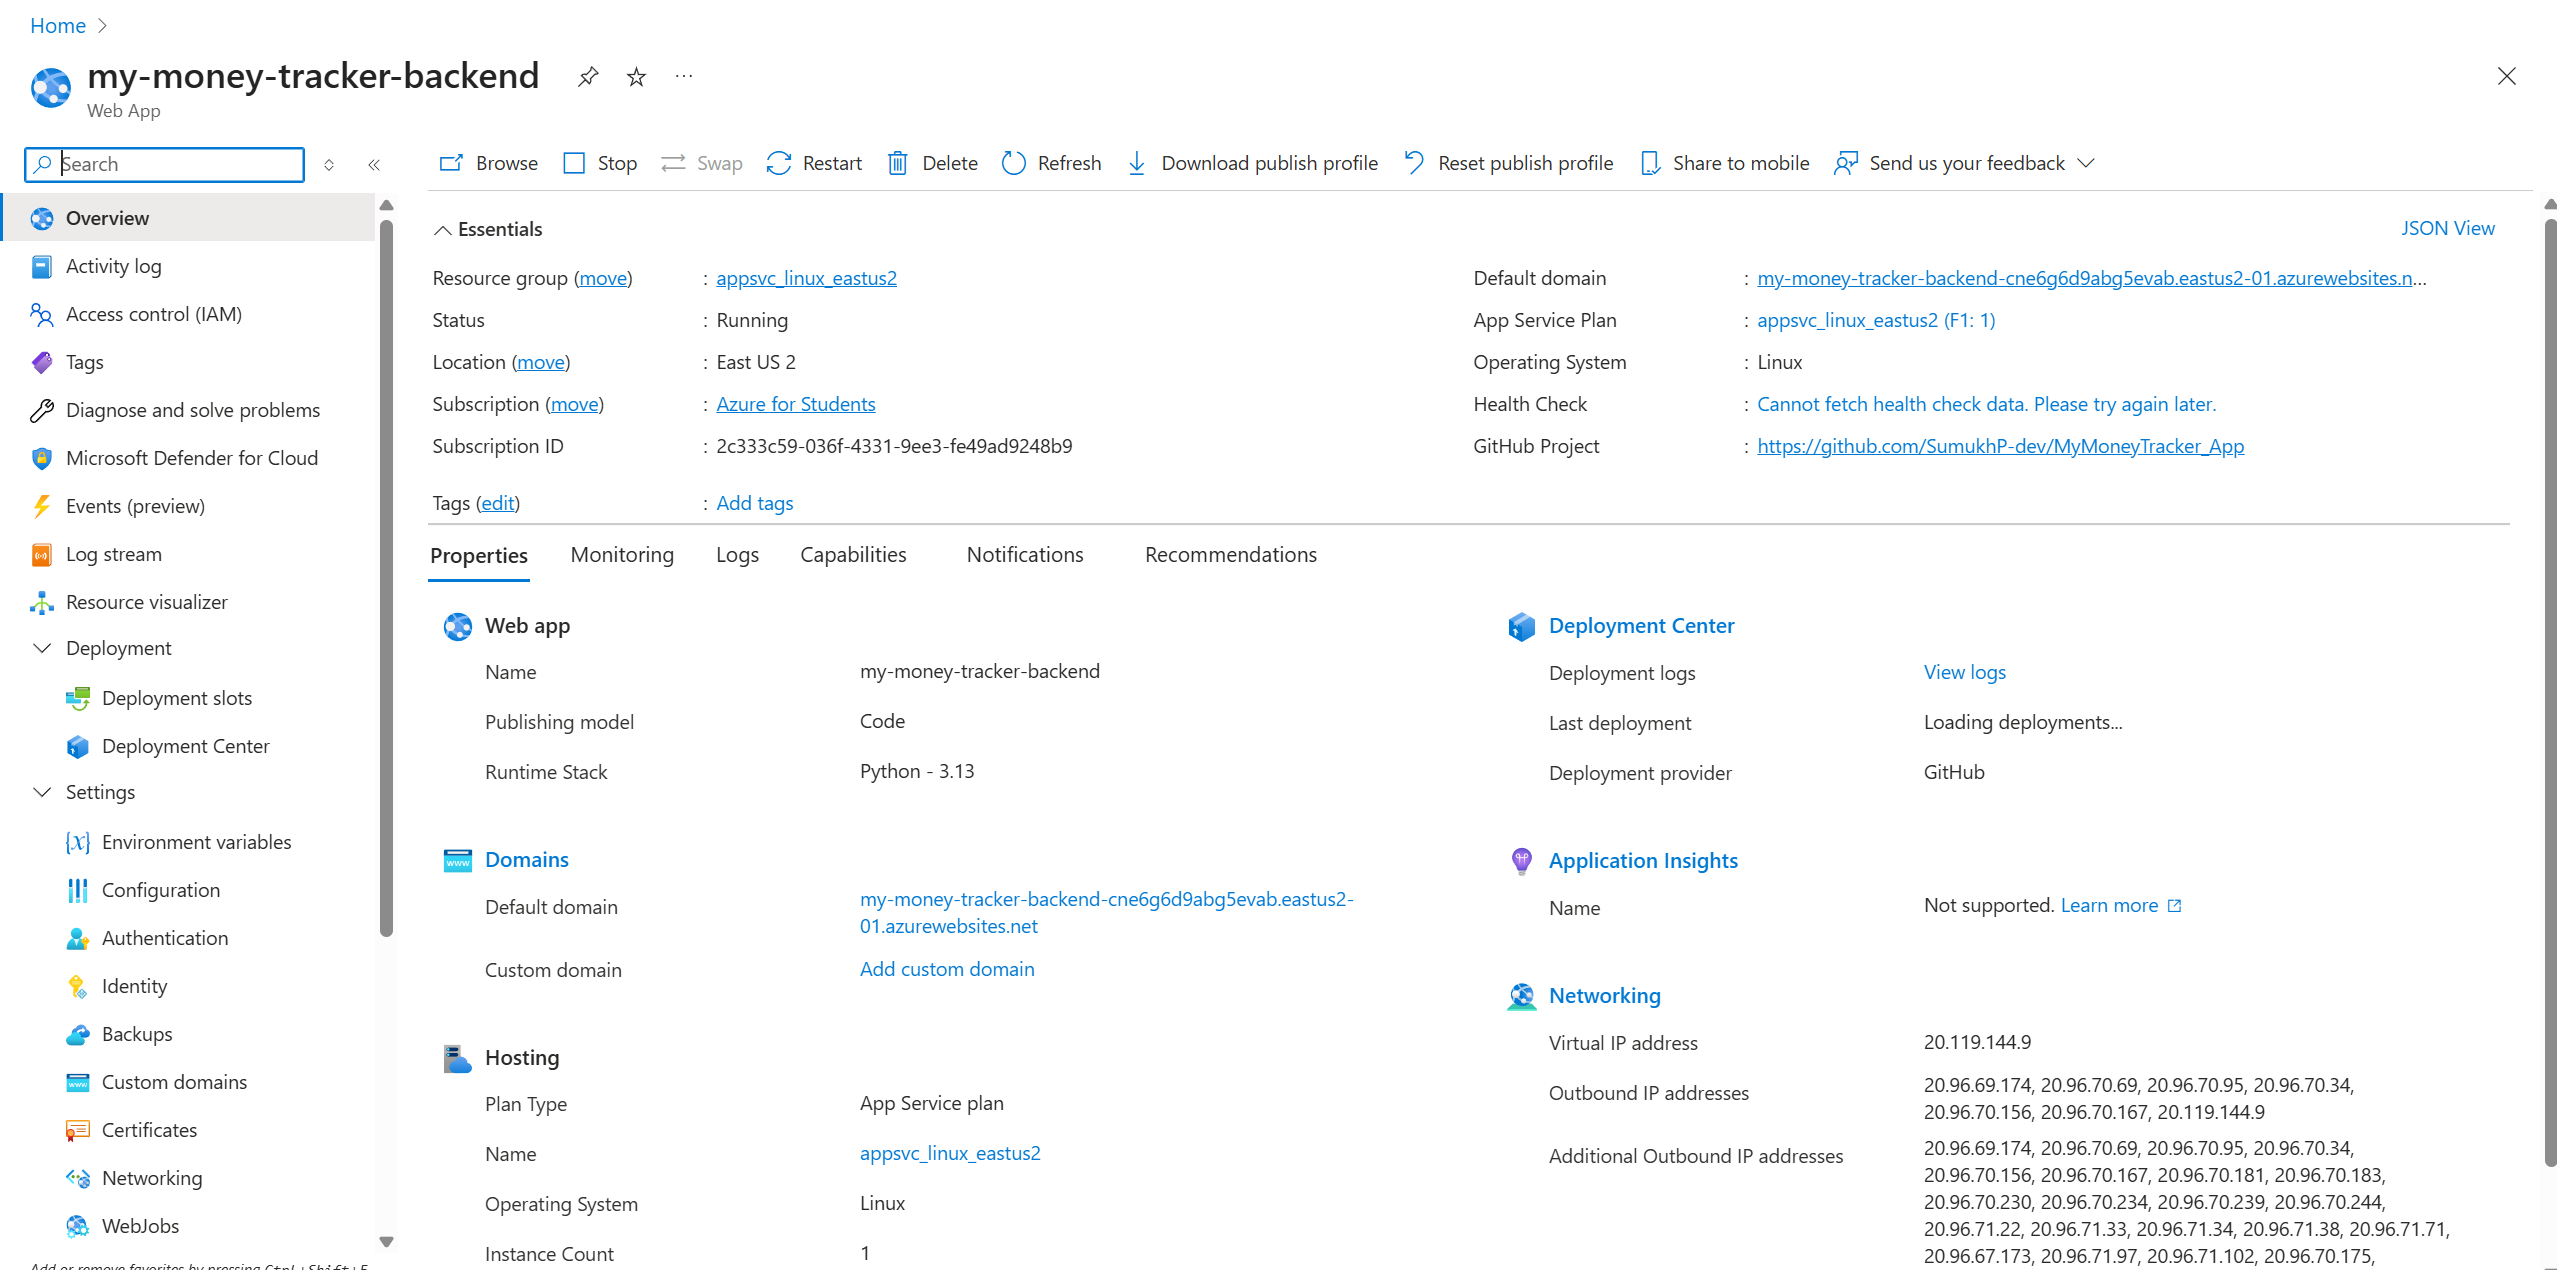 Home
my-money-tracker-backend
Web App
Search
Browse
Stop
Swap
Restart
Delete
Refresh
Download publish profile
Reset publish profile
Share to mobile
Send us your feedback
Overview
Activity log
Access control (IAM)
Tags
Diagnose and solve problems
Microsoft Defender for Cloud
Events (preview)
Log stream
Resource visualizer
Deployment
Deployment slots
Deployment Center
Settings
Environment variables
Configuration
Authentication
Identity
Backups
Custom domains
Certificates
Networking
WebJobs
Add or remove favorites by pressing Ctrl+Shift+F
Essentials
JSON View
Resource group (move) : appsvc_linux_eastus2
Status : Running
Location (move) : East US 2
Subscription (move) : Azure for Students
Subscription ID : 2c333c59-036f-4331-9ee3-fe49ad9248b9
Tags (edit) : Add tags
Default domain : my-money-tracker-backend-cne6g6d9abg5evab.eastus2-01.azurewebsites.n...
App Service Plan : appsvc_linux_eastus2 (F1: 1)
Operating System : Linux
Health Check : Cannot fetch health check data. Please try again later.
GitHub Project : https://github.com/SumukhP-dev/MyMoneyTracker_App
Properties
Monitoring
Logs
Capabilities
Notifications
Recommendations
Web app
Name my-money-tracker-backend
Publishing model Code
Runtime Stack Python - 3.13
Domains
Default domain my-money-tracker-backend-cne6g6d9abg5evab.eastus2-
01.azurewebsites.net
Custom domain Add custom domain
Hosting
Plan Type App Service plan
Name appsvc_linux_eastus2
Operating System Linux
Instance Count 1
Deployment Center
Deployment logs View logs
Last deployment Loading deployments...
Deployment provider GitHub
Application Insights
Name Not supported. Learn more
Networking
Virtual IP address 20.119.144.9
Outbound IP addresses 20.96.69.174, 20.96.70.69, 20.96.70.95, 20.96.70.34,
20.96.70.156, 20.96.70.167, 20.119.144.9
Additional Outbound IP addresses 20.96.69.174, 20.96.70.69, 20.96.70.95, 20.96.70.34,
20.96.70.156, 20.96.70.167, 20.96.70.181, 20.96.70.183,
20.96.70.230, 20.96.70.234, 20.96.70.239, 20.96.70.244,
20.96.71.22, 20.96.71.33, 20.96.71.34, 20.96.71.38, 20.96.71.71,
20.96.67.173, 20.96.71.97, 20.96.71.102, 20.96.70.175,